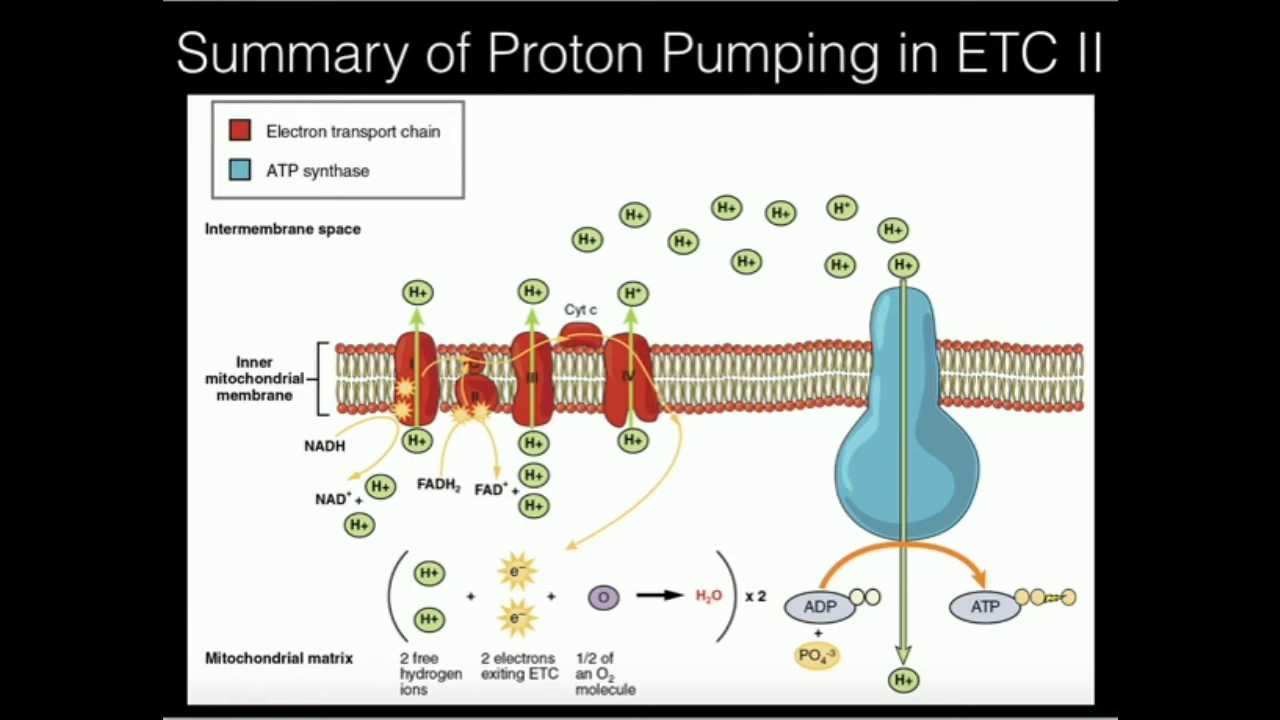 Summary of Proton Pumping in ETC II
Electron transport chain
ATP synthase
Intermembrane space
H+
H+
H+
H+
H+
H+
H+
H+
H+
H+
H+
H+
H+
Cyt c
Inner
mitochondrial
membrane
I
II
III
IV
NADH
H+
H+
H+
NAD+ +
H+
H+
FADH2
FAD+ +
H+
H+
H+
H+
e-
e-
+
+
O
H2O
x 2
ADP
+
PO4-3
ATP
H+
Mitochondrial matrix
2 free
hydrogen
ions
2 electrons
exiting ETC
1/2 of
an O2
molecule